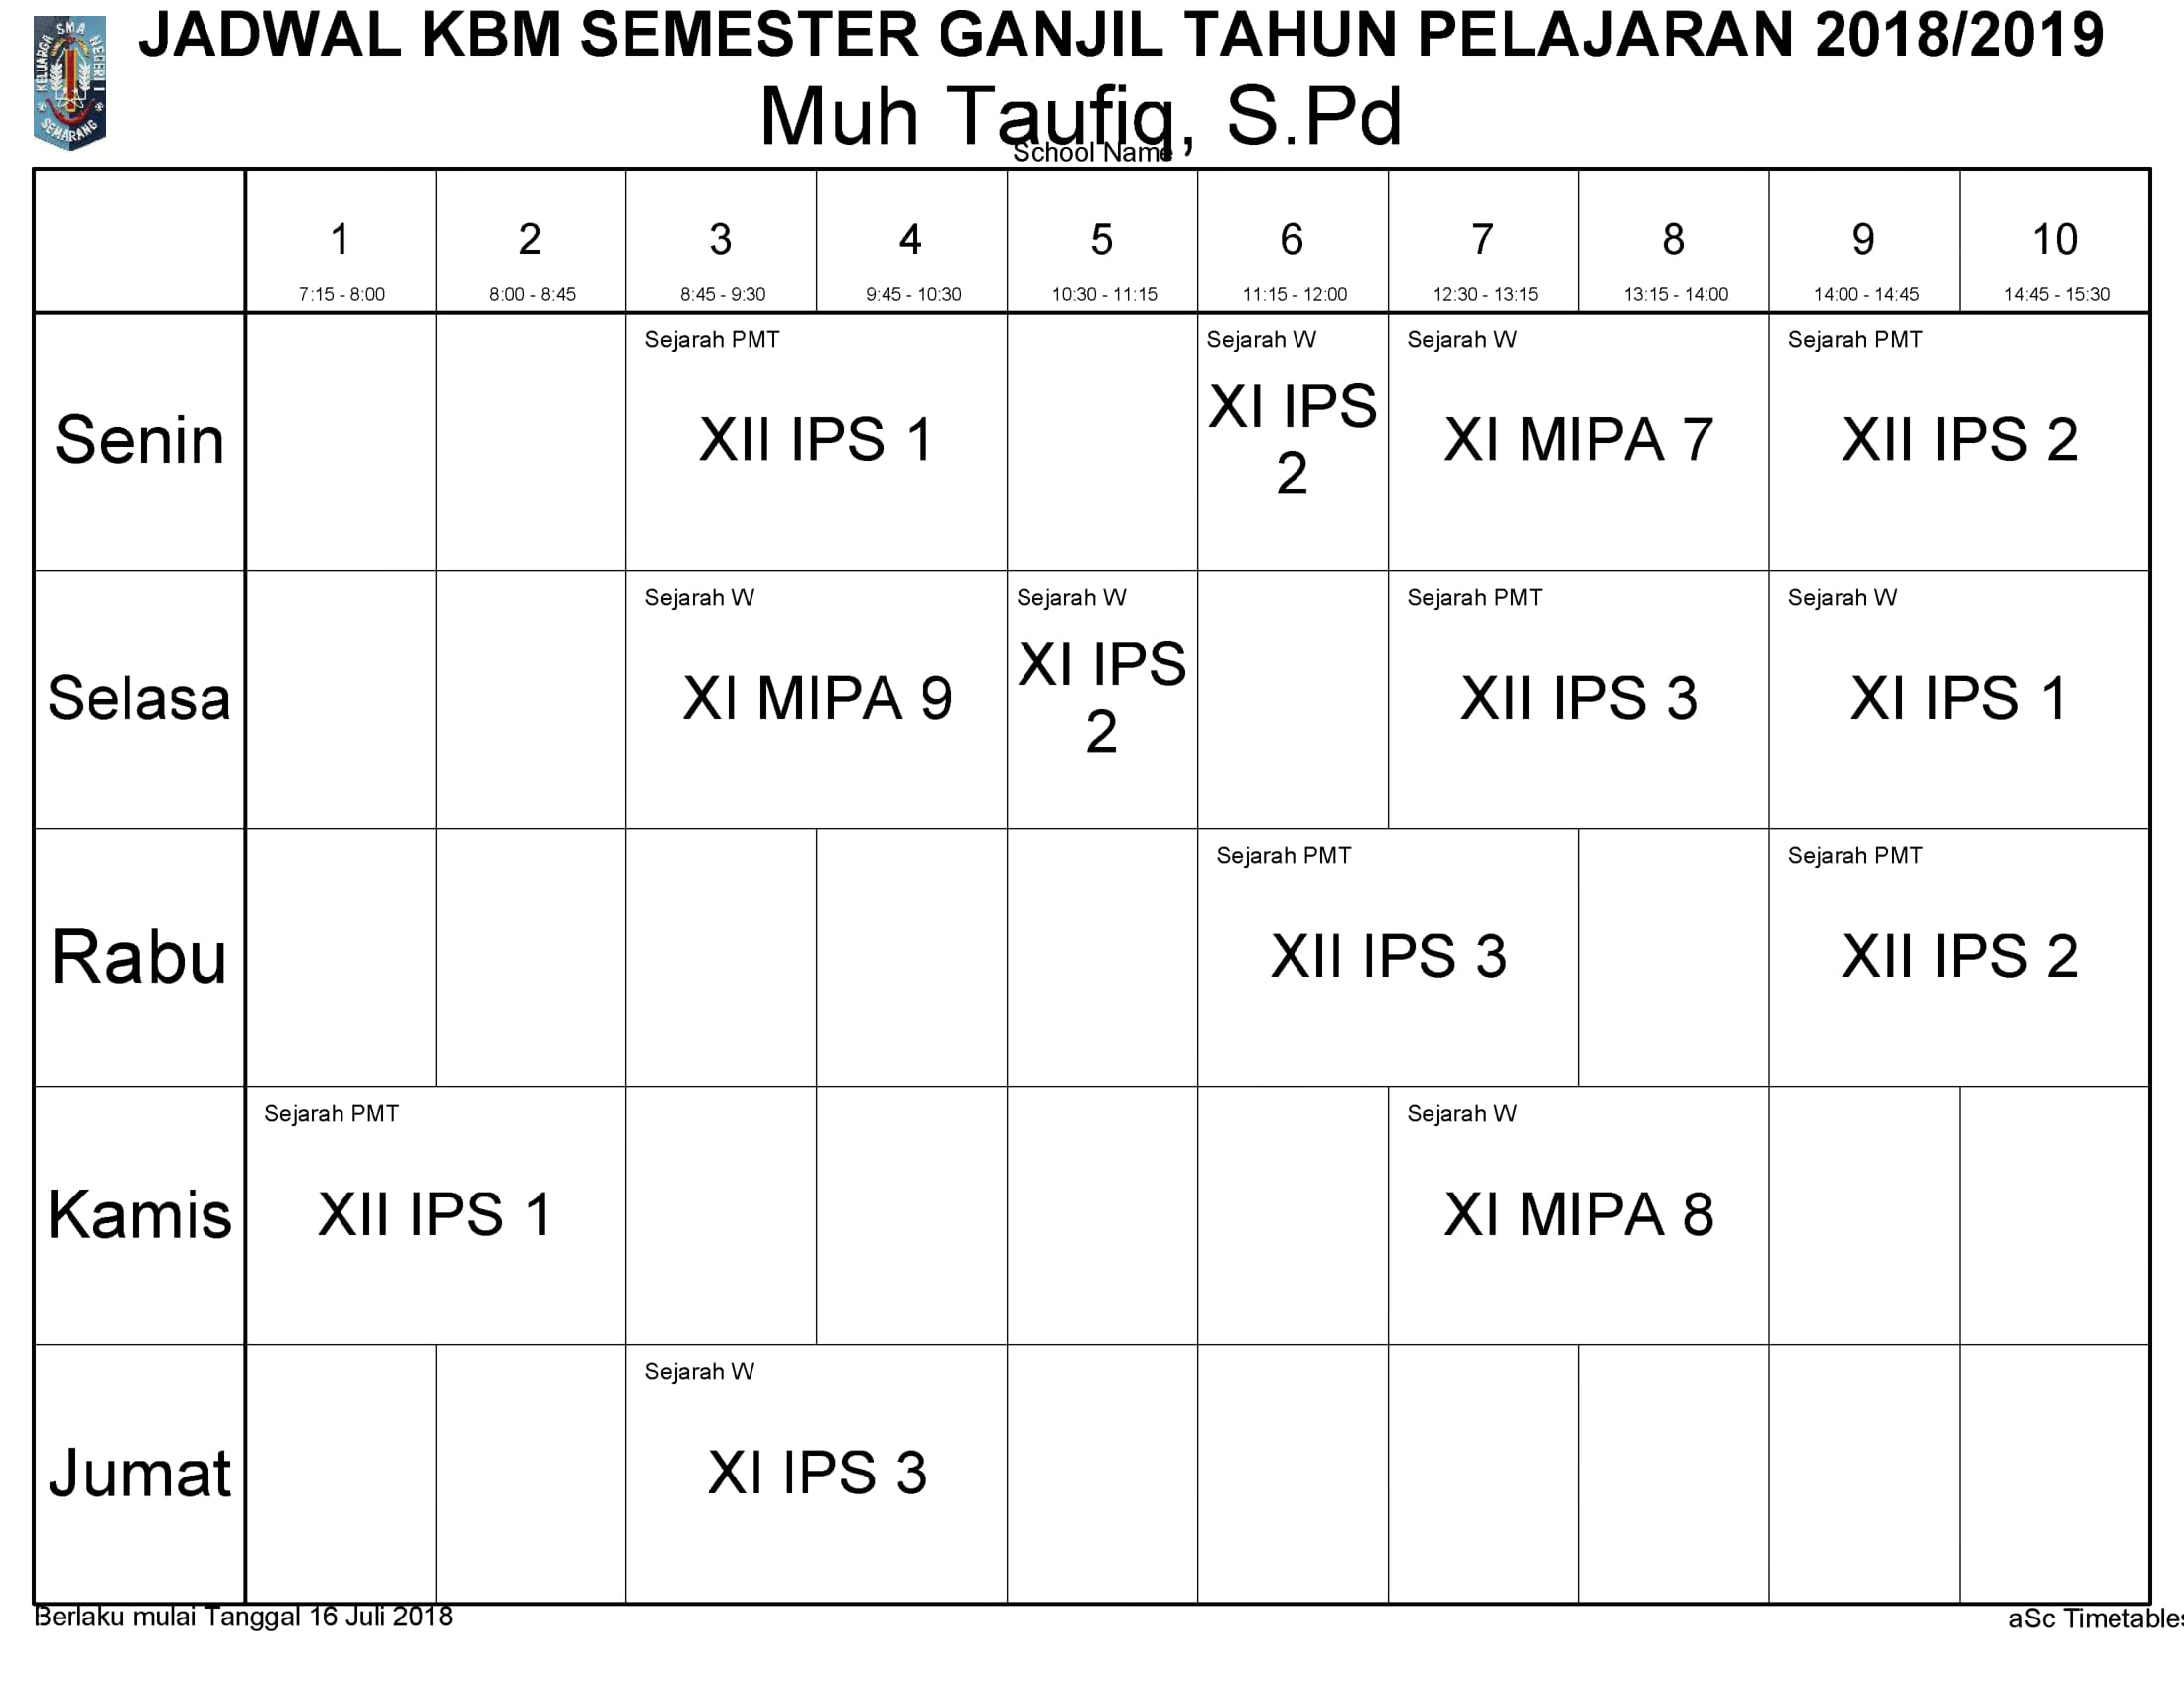 KELUARGA SMA NEGERI 1
SEMARANG
JADWAL KBM SEMESTER GANJIL TAHUN PELAJARAN 2018/2019
Muh Taufiq, S.Pd
School Name
1 2 3 4 5 6 7 8 9 10
7:15 - 8:00 8:00 - 8:45 8:45 - 9:30 9:45 - 10:30 10:30 - 11:15 11:15 - 12:00 12:30 - 13:15 13:15 - 14:00 14:00 - 14:45 14:45 - 15:30
Senin
Sejarah PMT
XII IPS 1
Sejarah W
XI IPS
2
Sejarah W
XI MIPA 7
Sejarah PMT
XII IPS 2
Selasa
Sejarah W
XI MIPA 9
Sejarah W
XI IPS
2
Sejarah PMT
XII IPS 3
Sejarah W
XI IPS 1
Rabu
Sejarah PMT
XII IPS 3
Sejarah PMT
XII IPS 2
Kamis
Sejarah PMT
XII IPS 1
Sejarah W
XI MIPA 8
Jumat
Sejarah W
XI IPS 3
Berlaku mulai Tanggal 16 Juli 2018
aSc Timetables